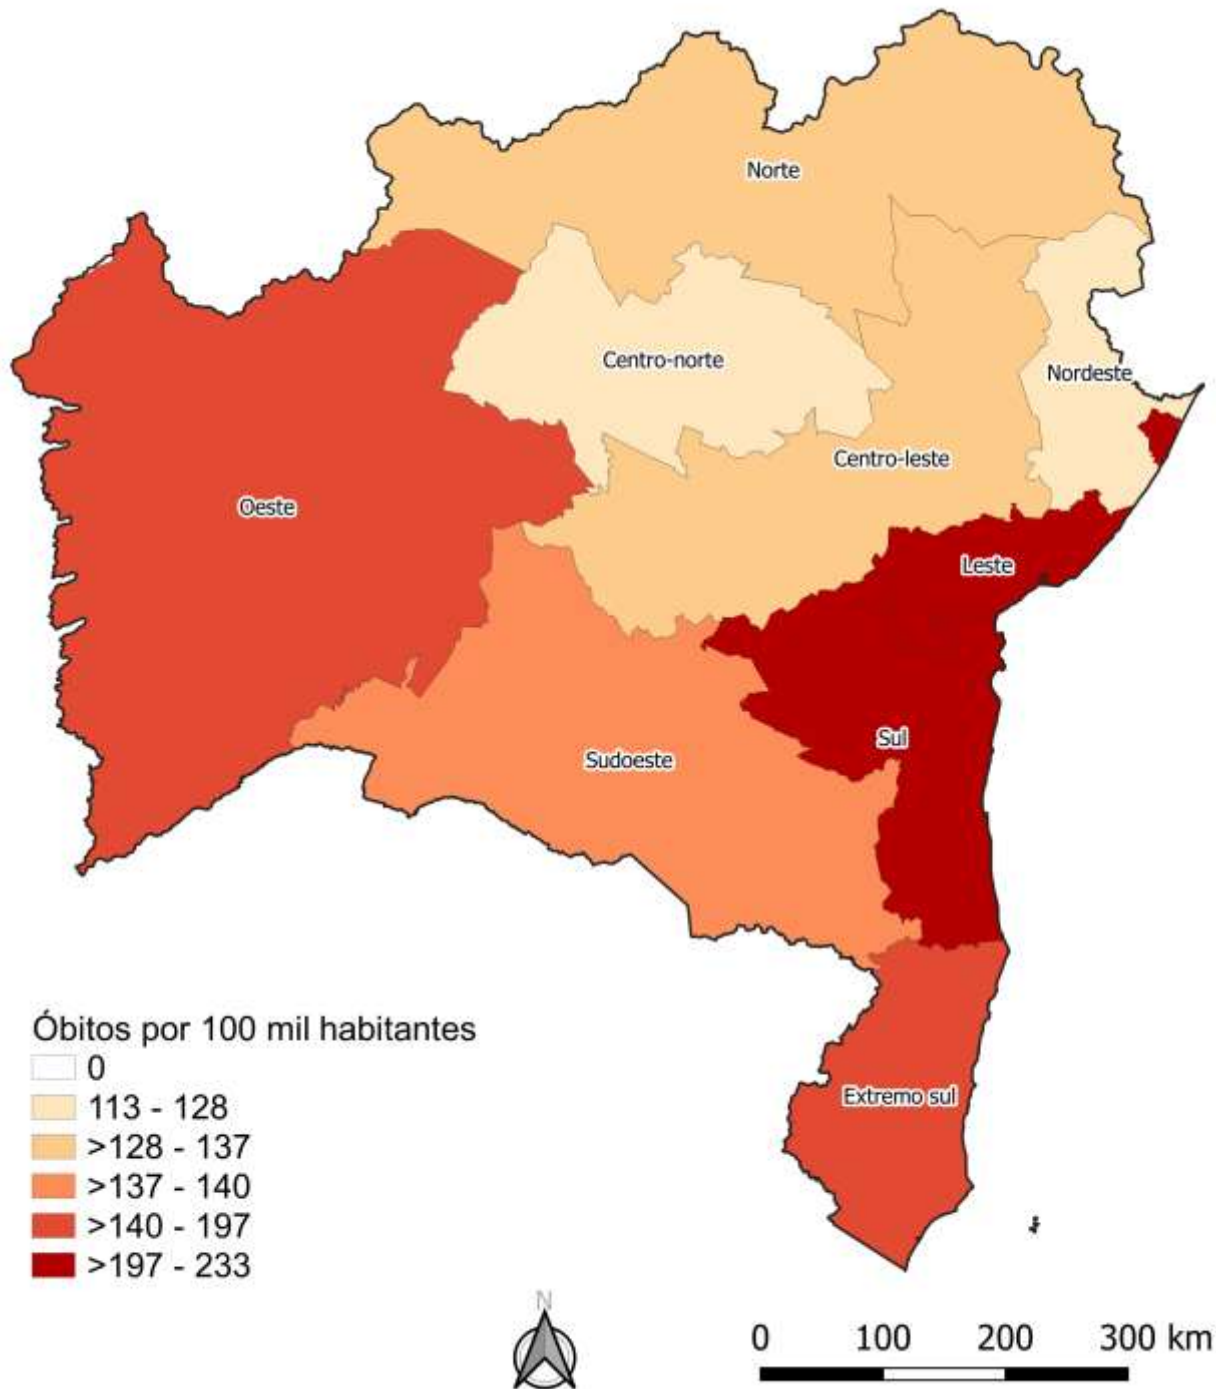 Norte
Centro-norte
Nordeste
Centro-leste
Oeste
Leste
Sul
Sudoeste
Extremo sul
Óbitos por 100 mil habitantes
0
113 - 128
>128 - 137
>137 - 140
>140 - 197
>197 - 233
N
0 100 200 300 km